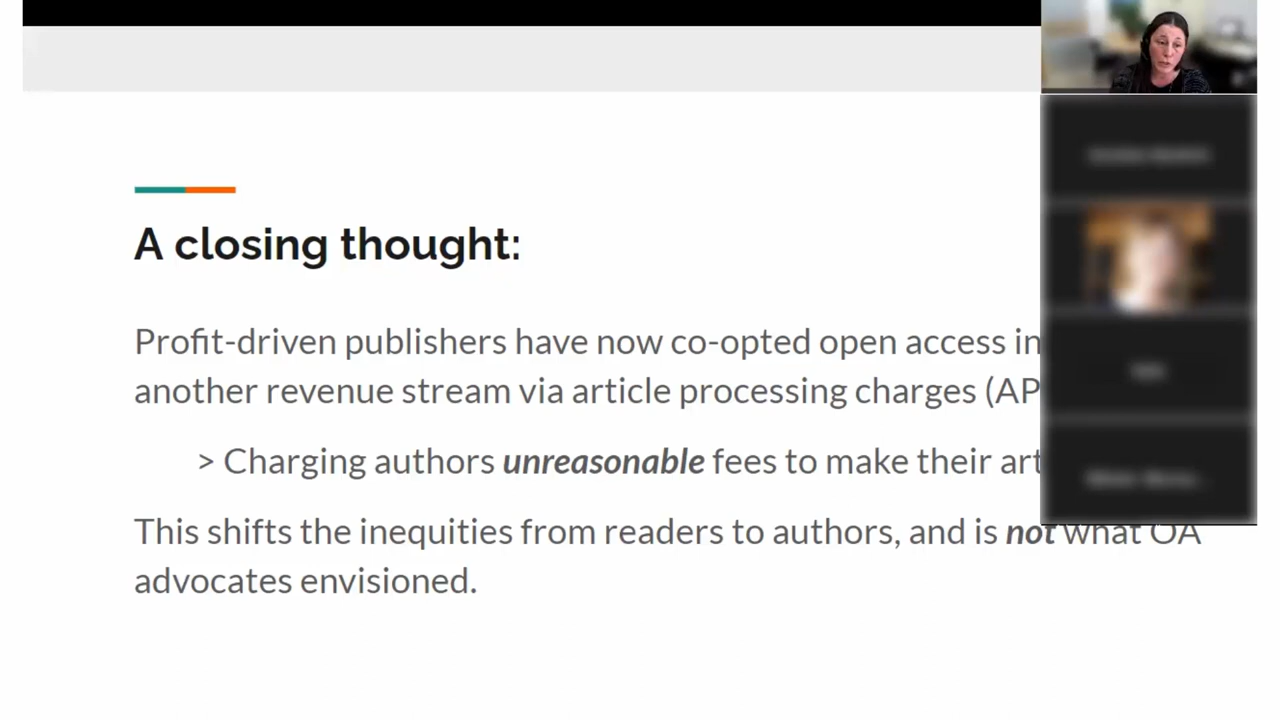 A closing thought:
Profit-driven publishers have now co-opted open access in
another revenue stream via article processing charges (AP
> Charging authors unreasonable fees to make their art
This shifts the inequities from readers to authors, and is not what OA
advocates envisioned.